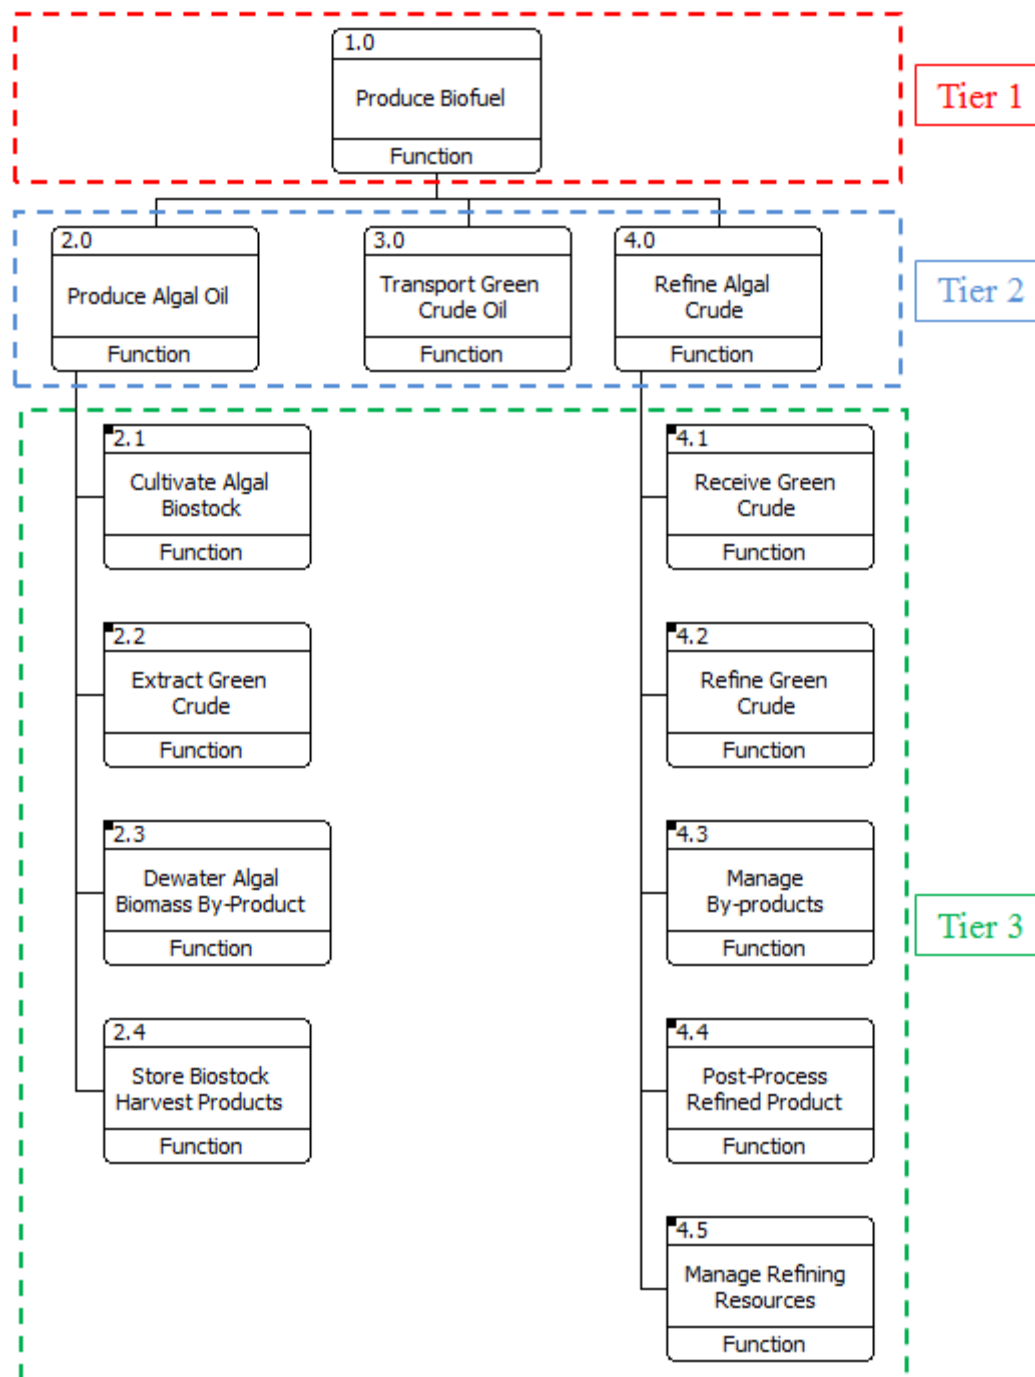 1.0
Produce Biofuel
Function
Tier 1
2.0
Produce Algal Oil
Function
3.0
Transport Green
Crude Oil
Function
4.0
Refine Algal
Crude
Function
Tier 2
2.1
Cultivate Algal
Biostock
Function
4.1
Receive Green
Crude
Function
2.2
Extract Green
Crude
Function
4.2
Refine Green
Crude
Function
2.3
Dewater Algal
Biomass By-Product
Function
4.3
Manage
By-products
Function
Tier 3
2.4
Store Biostock
Harvest Products
Function
4.4
Post-Process
Refined Product
Function
4.5
Manage Refining
Resources
Function